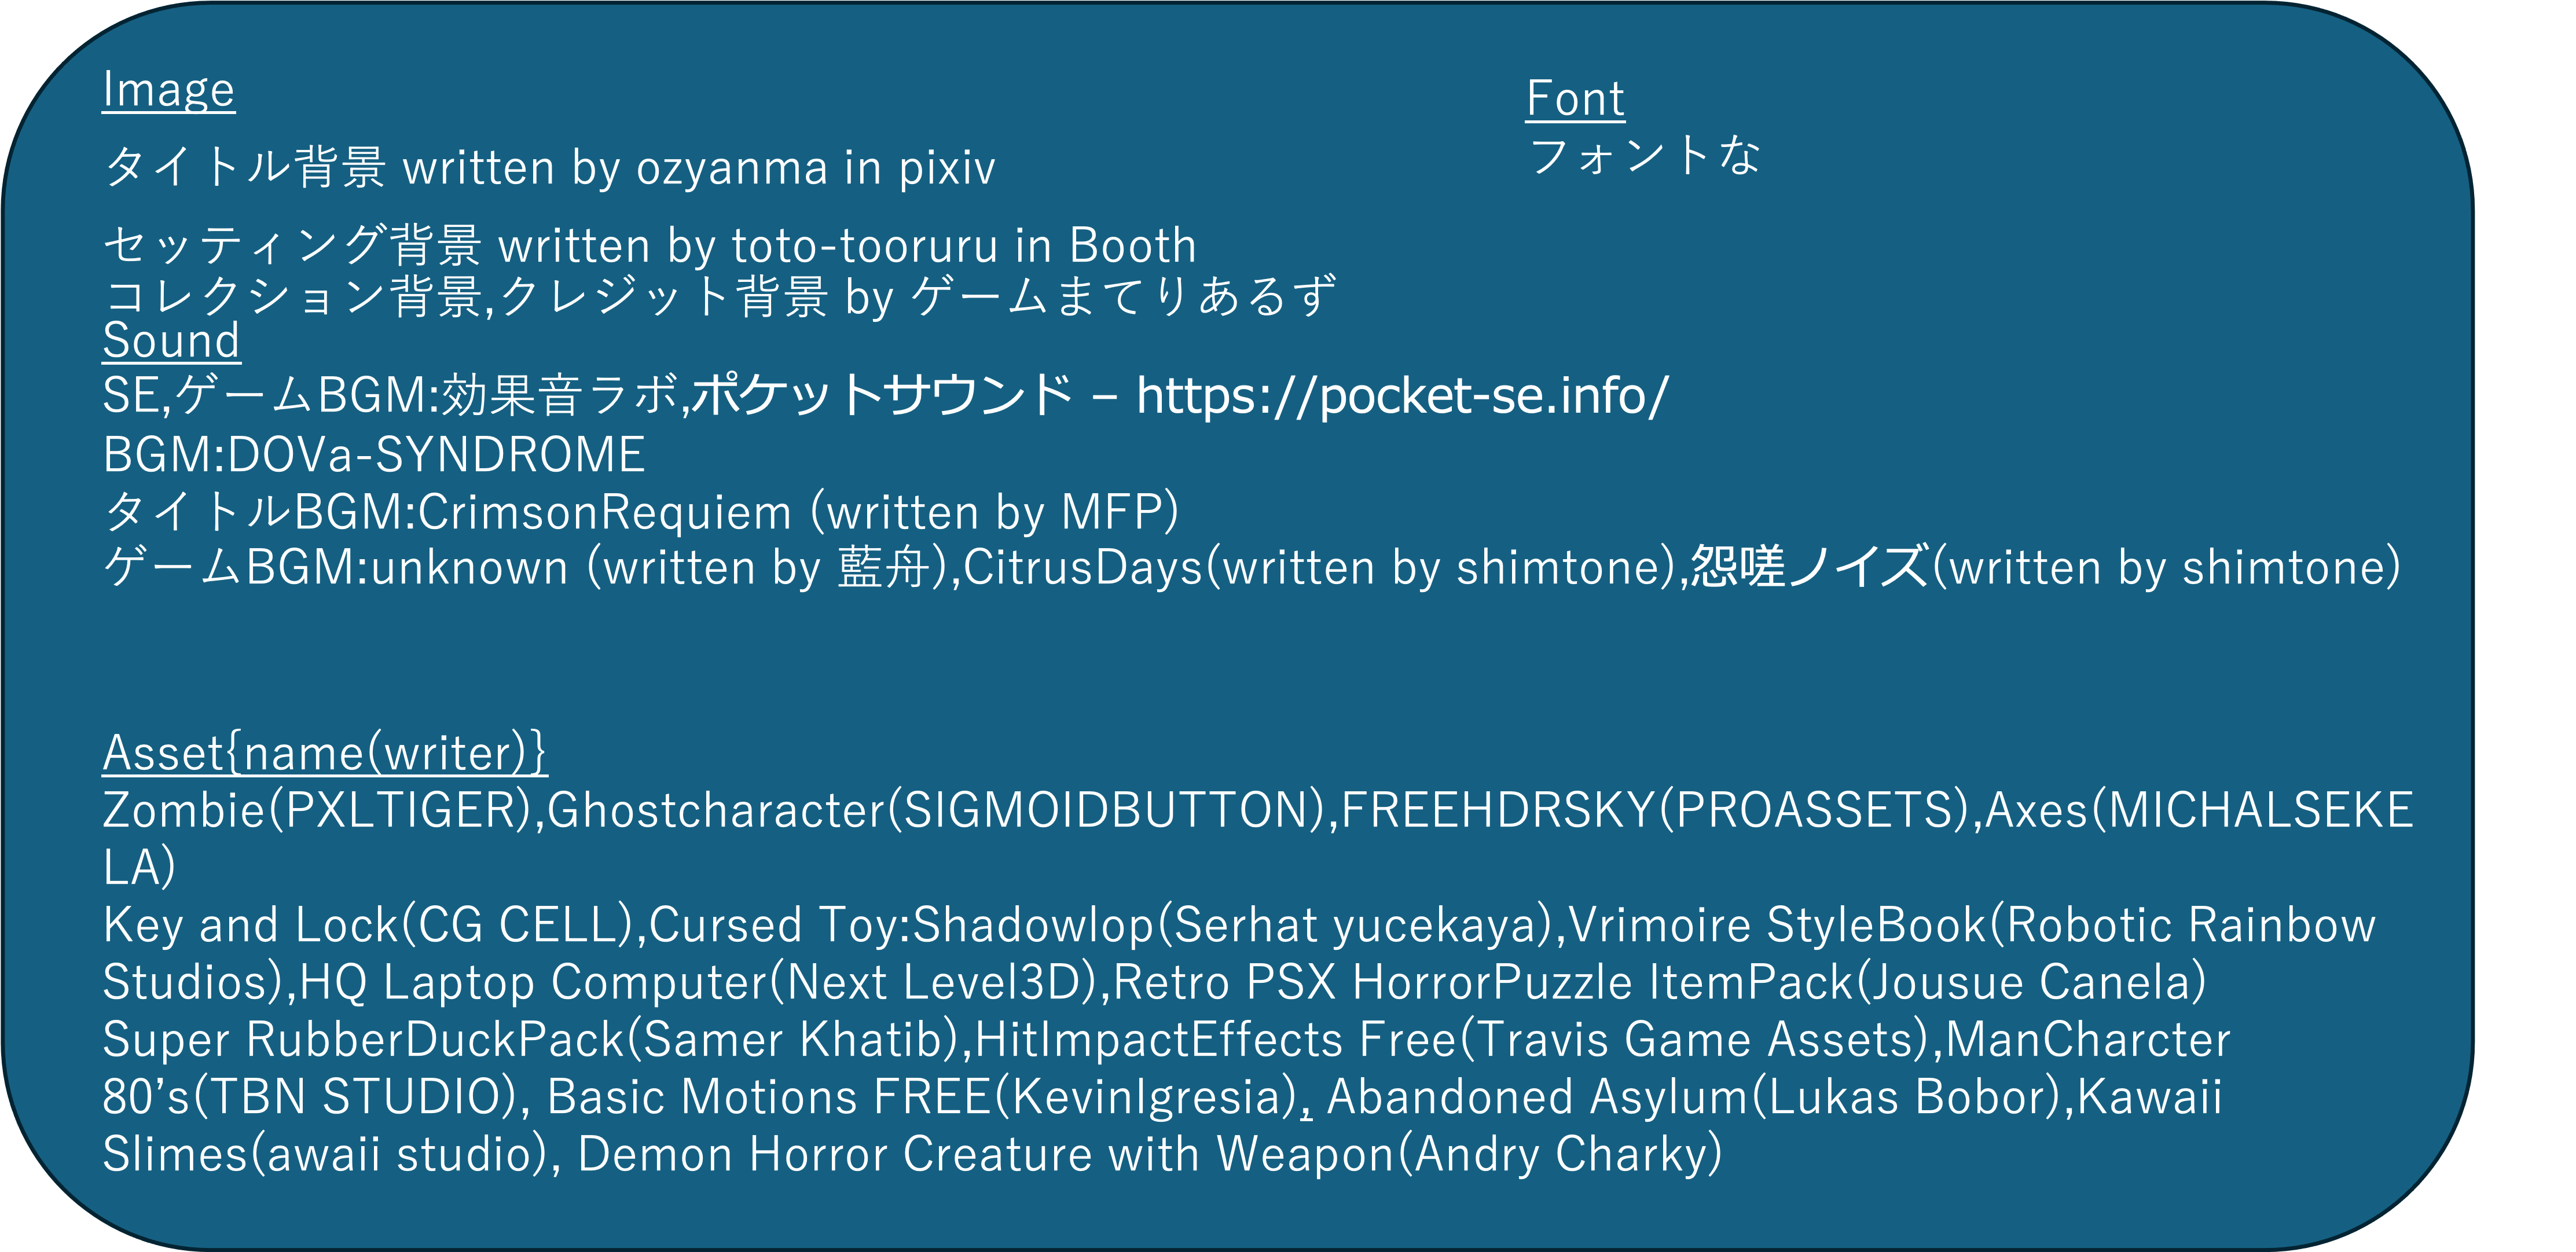 Image
タイトル背景 written by ozyanma in pixiv
セッティング背景 written by toto-tooruru in Booth
コレクション背景,クレジット背景 by ゲームまてりあるず
Font
フォントな
Sound
SE,ゲームBGM:効果音ラボ,ポケットサウンド – https://pocket-se.info/
BGM:DOVa-SYNDROME
タイトルBGM:CrimsonRequiem (written by MFP)
ゲームBGM:unknown (written by 藍舟),CitrusDays(written by shimtone),怨嗟ノイズ(written by shimtone)
Asset{name(writer)}
Zombie(PXLTIGER),Ghostcharacter(SIGMOIDBUTTON),FREEHDRSKY(PROASSETS),Axes(MICHALSEKE
LA)
Key and Lock(CG CELL),Cursed Toy:Shadowlop(Serhat yucekaya),Vrimoire StyleBook(Robotic Rainbow
Studios),HQ Laptop Computer(Next Level3D),Retro PSX HorrorPuzzle ItemPack(Jousue Canela)
Super RubberDuckPack(Samer Khatib),HitImpactEffects Free(Travis Game Assets),ManCharcter
80’s(TBN STUDIO), Basic Motions FREE(KevinIgresia), Abandoned Asylum(Lukas Bobor),Kawaii
Slimes(awaii studio), Demon Horror Creature with Weapon(Andry Charky)